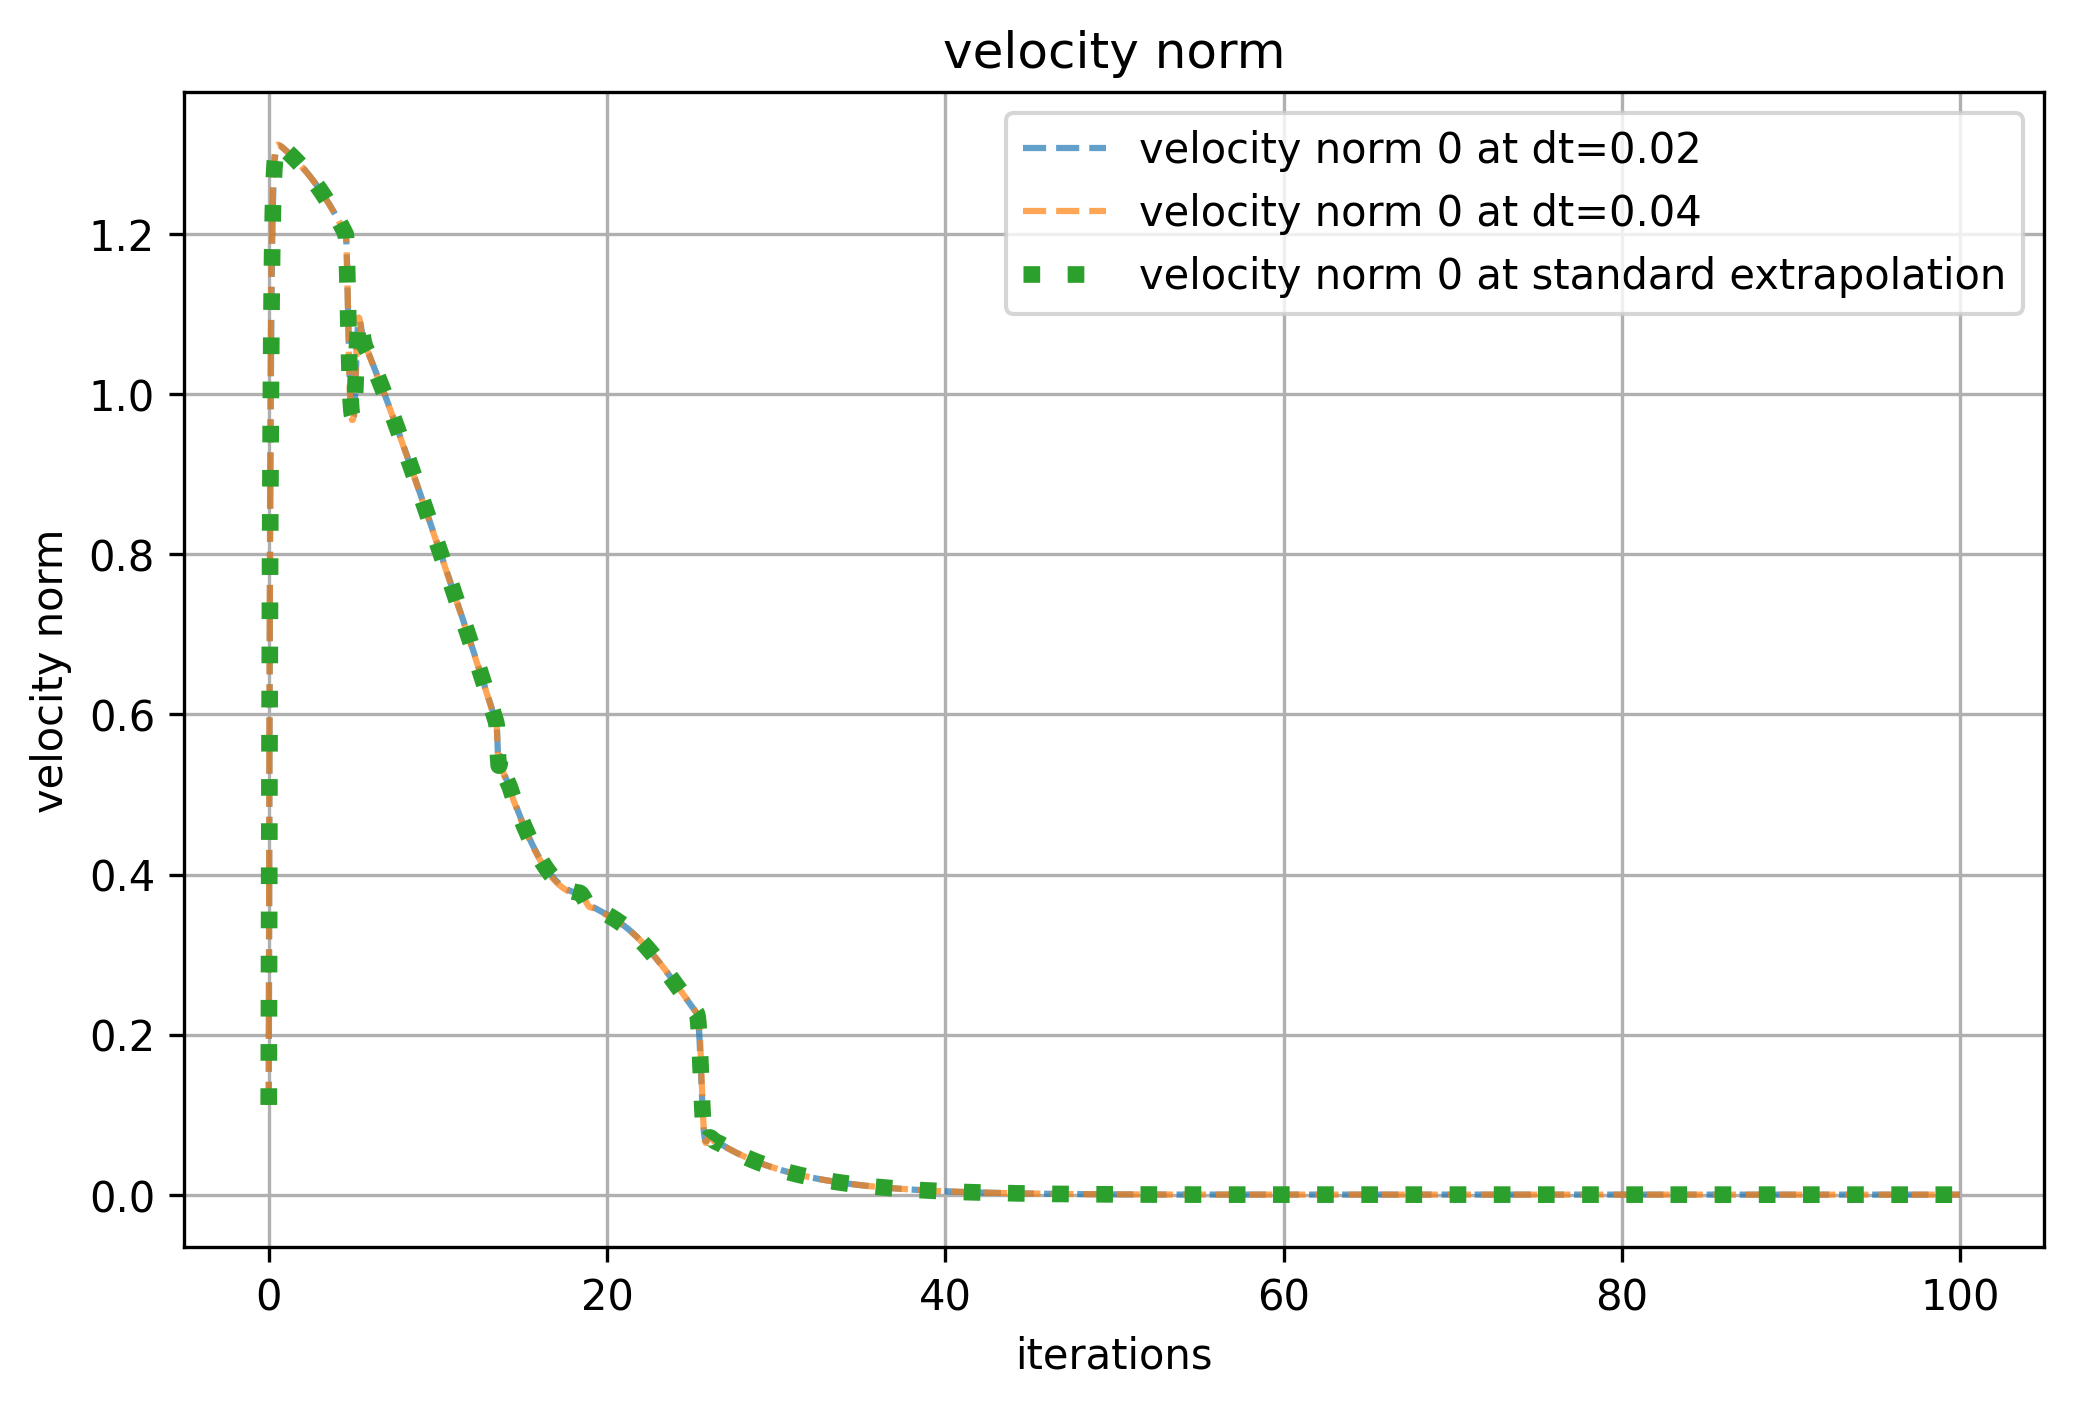 velocity norm
velocity norm 0 at dt=0.02
velocity norm 0 at dt=0.04
velocity norm 0 at standard extrapolation
velocity norm
1.2
1.0
0.8
0.6
0.4
0.2
0.0
0 20 40 60 80 100
iterations